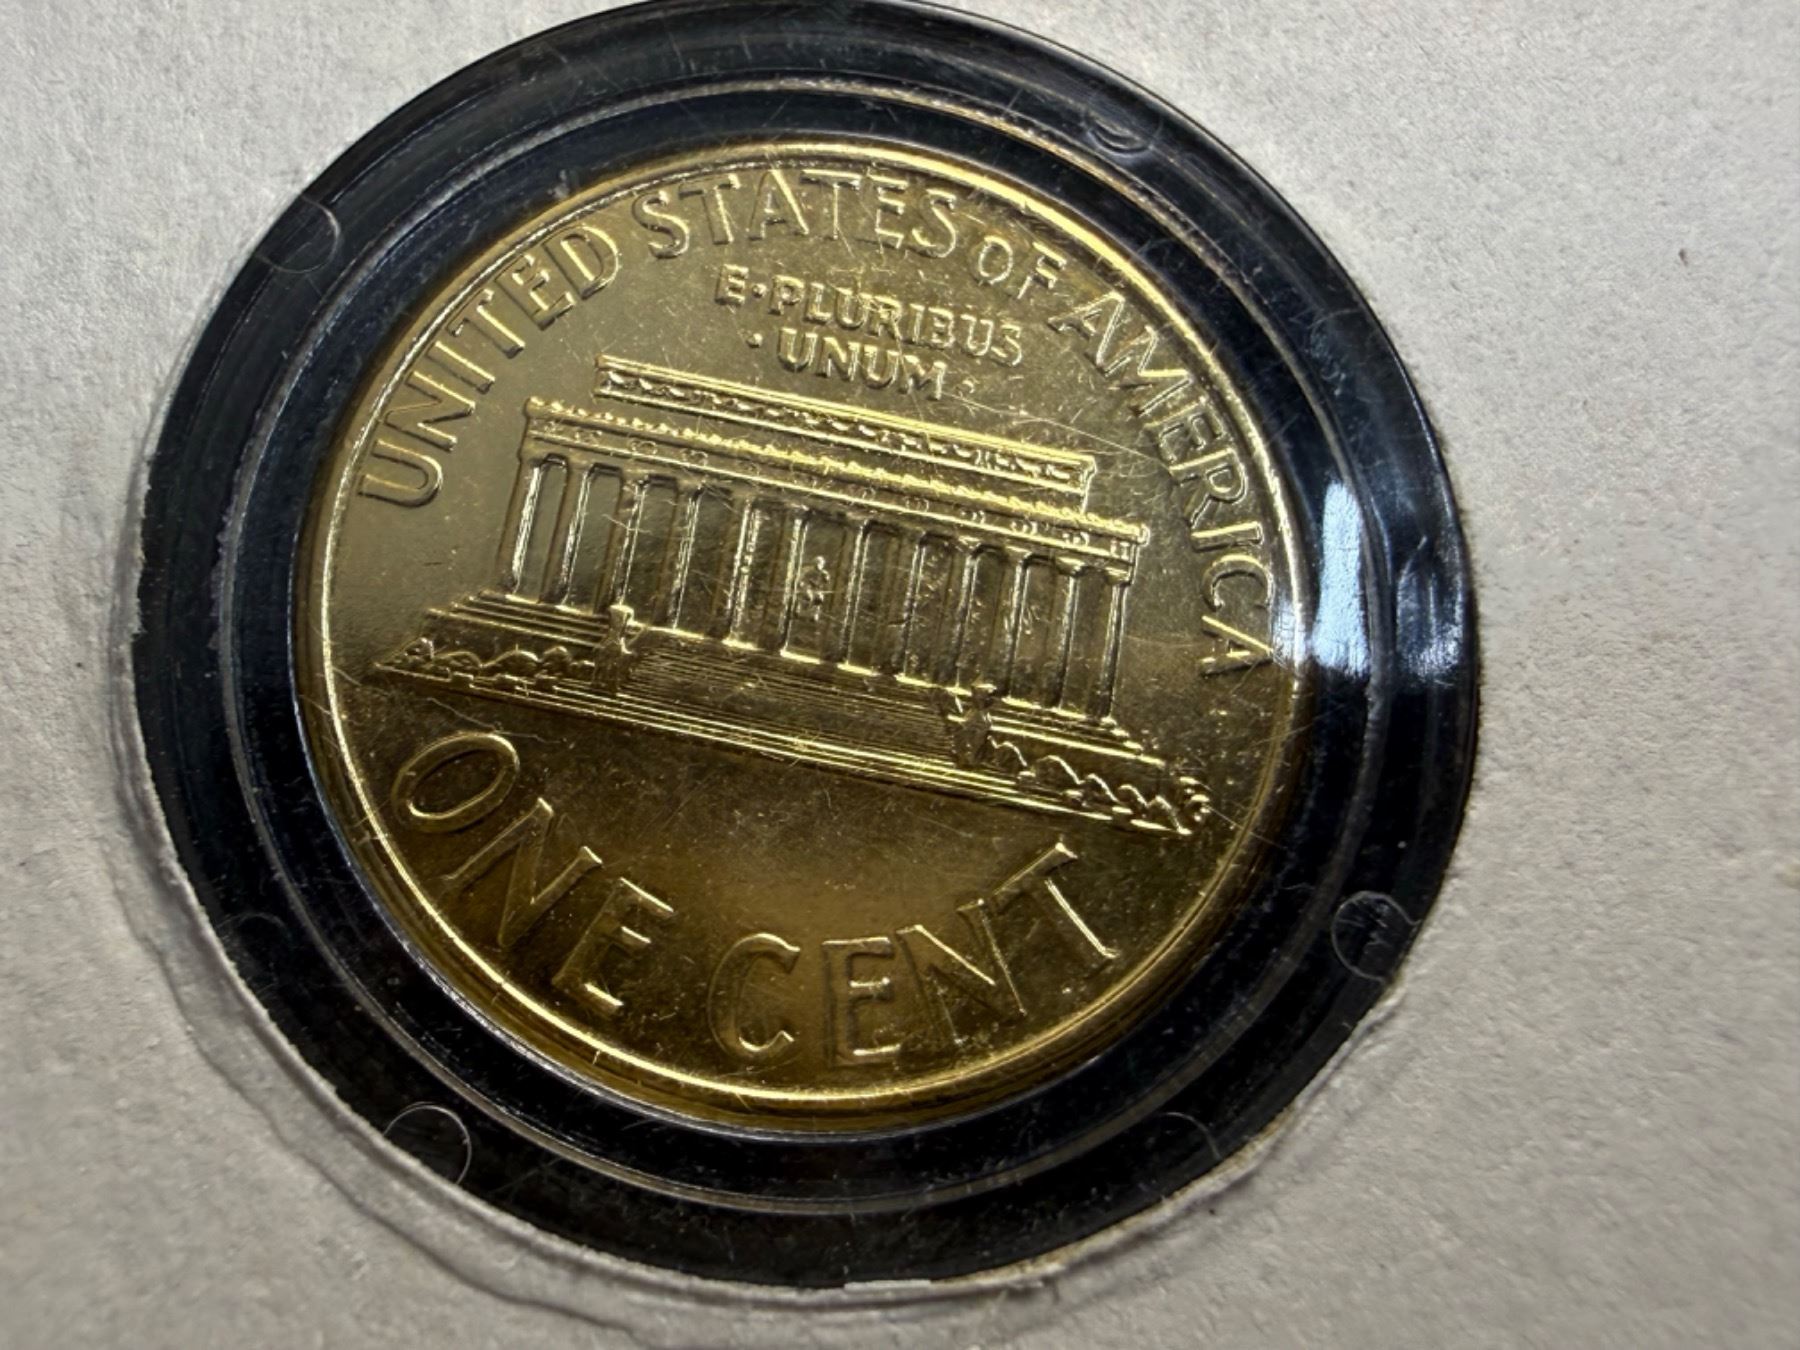 UNITED STATES OF AMERICA
E·PLURIBUS
·UNUM·
ONE CENT